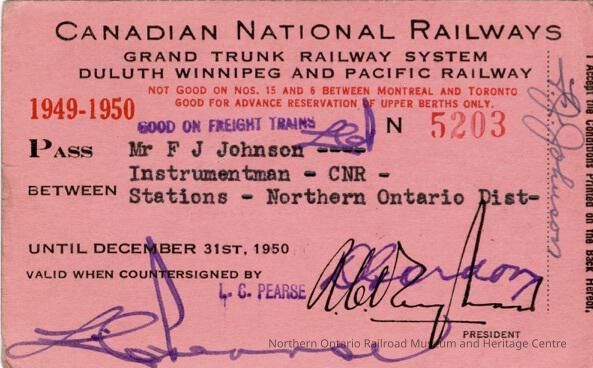 CANADIAN NATIONAL RAILWAYS
GRAND TRUNK RAILWAY SYSTEM
DULUTH WINNIPEG AND PACIFIC RAILWAY
NOT GOOD ON NOS. 15 AND 6 BETWEEN MONTREAL AND TORONTO
GOOD FOR ADVANCE RESERVATION OF UPPER BERTHS ONLY.
1949-1950
GOOD ON FREIGHT TRAINS
N 5203
PASS Mr F J Johnson ----
Instrumentman - CNR -
BETWEEN Stations - Northern Ontario Dist-
UNTIL DECEMBER 31ST, 1950
VALID WHEN COUNTERSIGNED BY
L. C. PEARSE
PRESIDENT
I Accept the Conditions Printed on the Back Hereof.
F J Johnson
Northern Ontario Railroad Museum and Heritage Centre